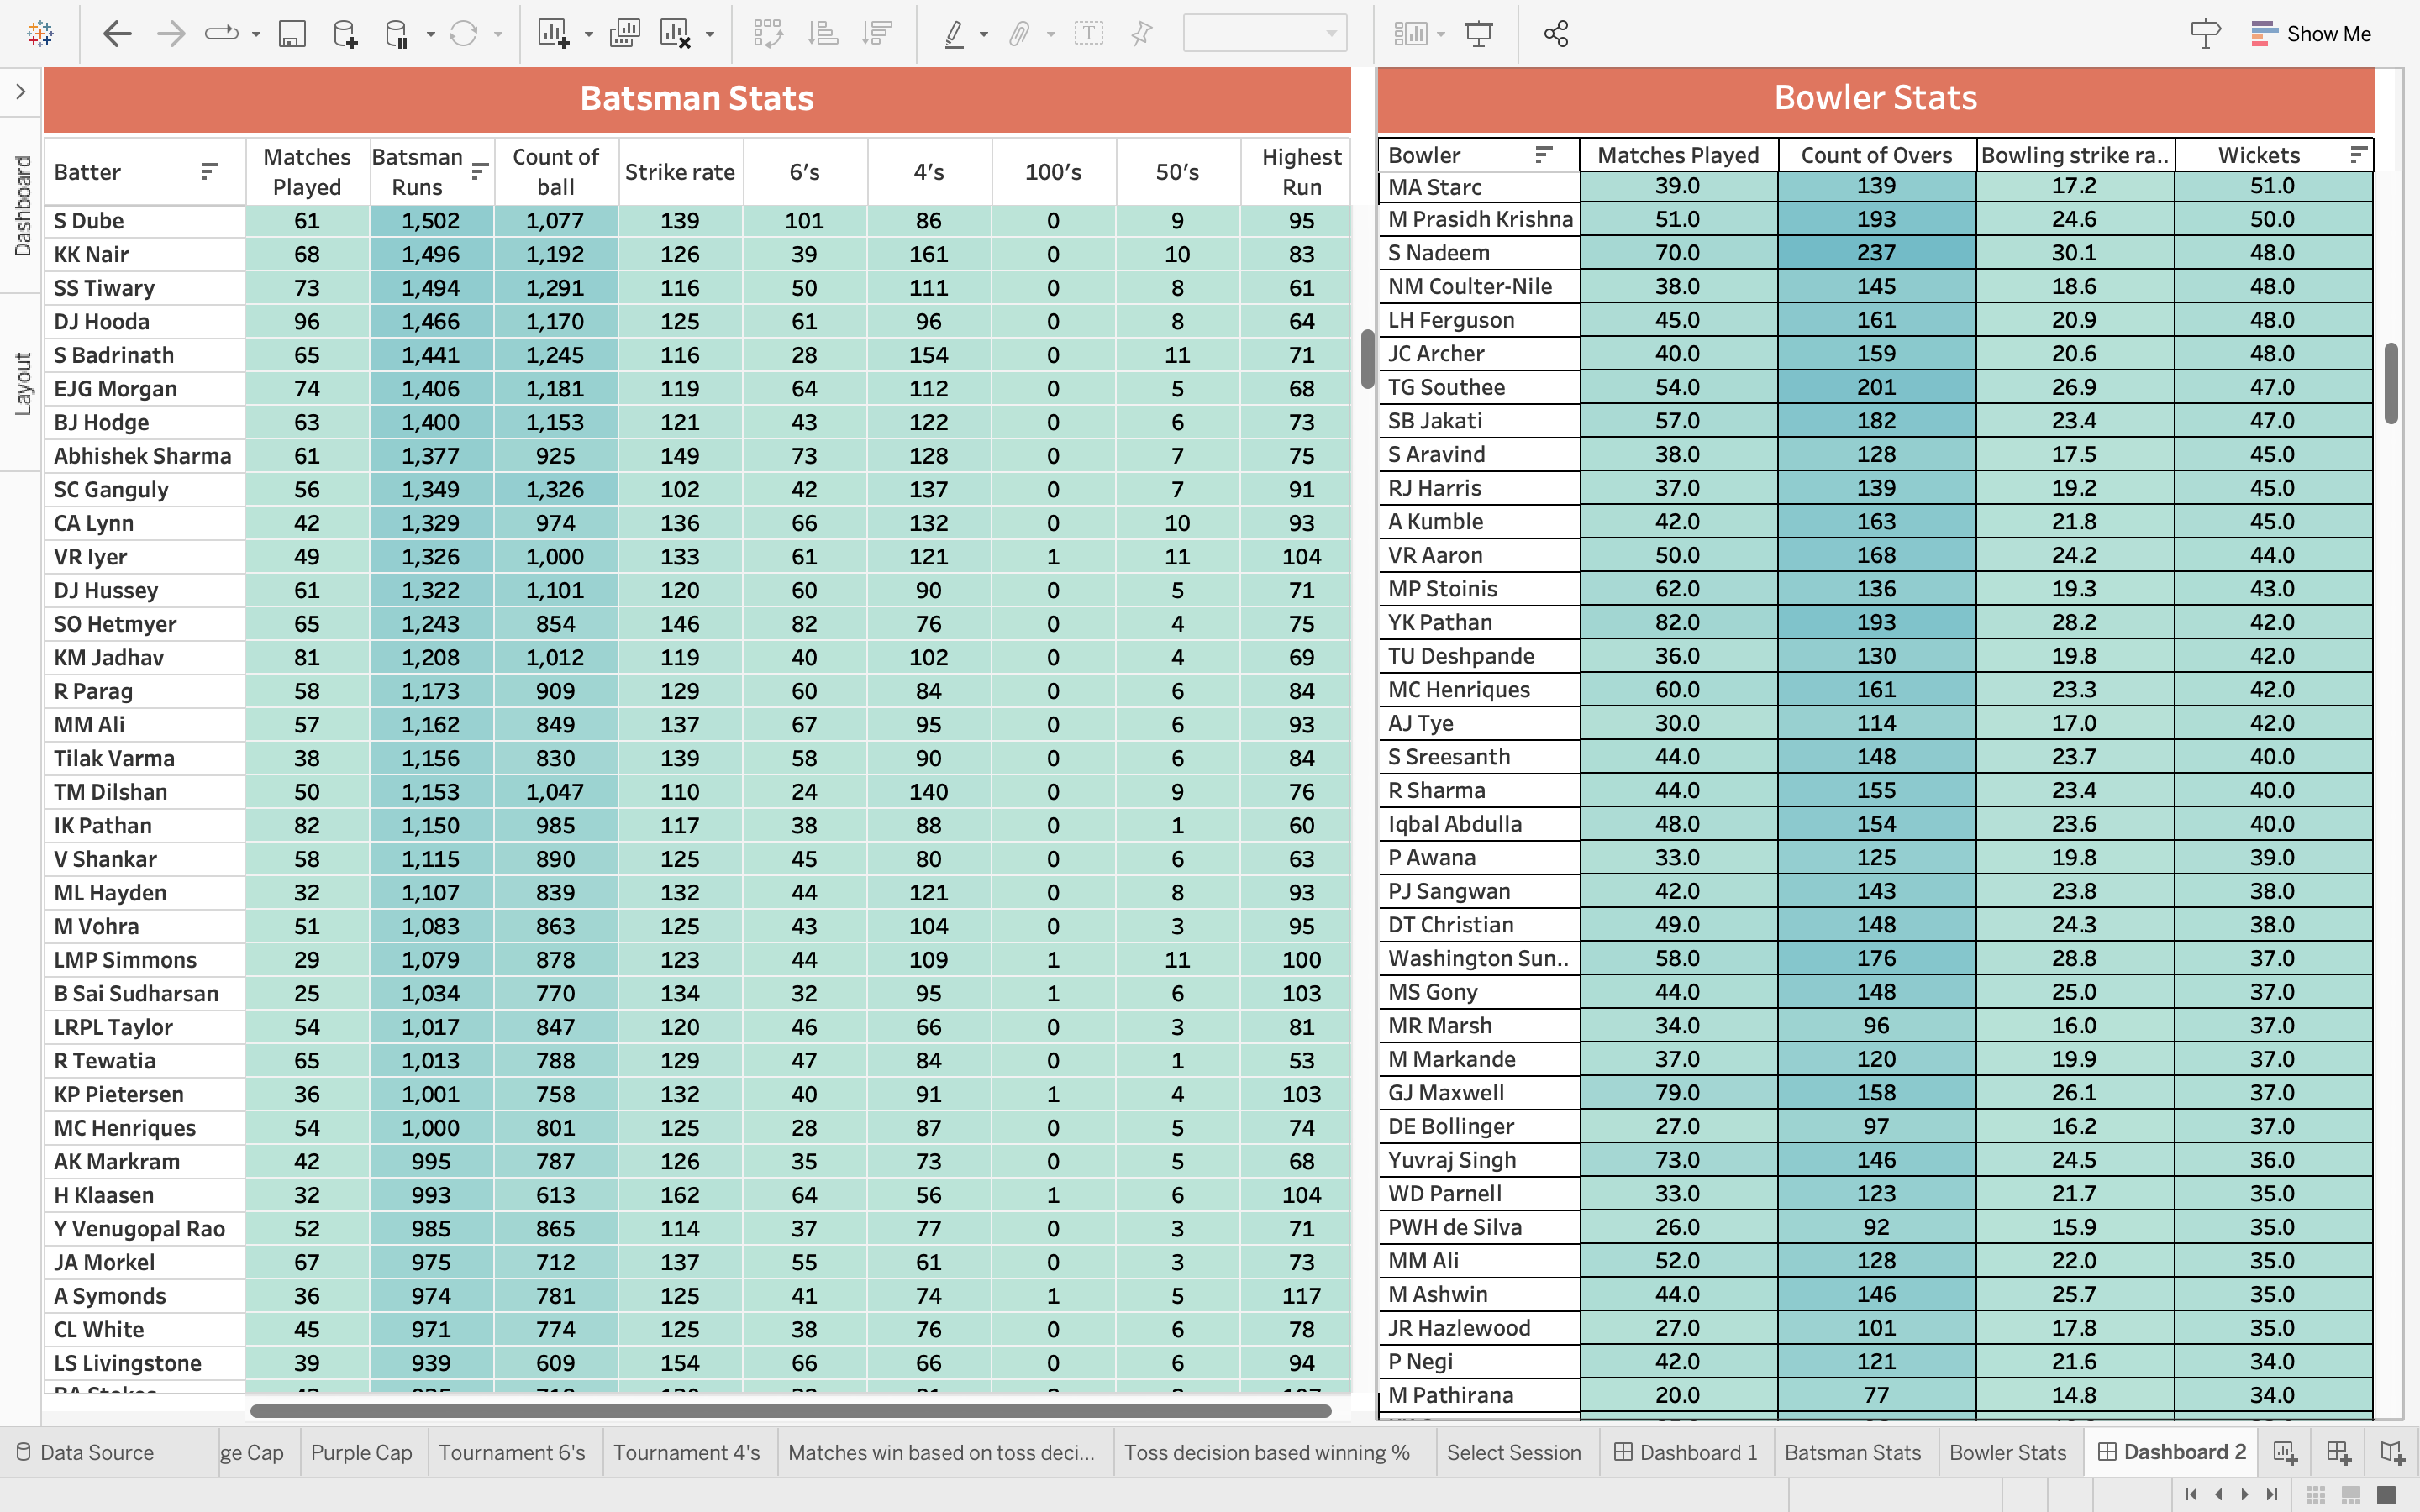 Show Me
Dashboard
Layout
Batsman Stats
Batter Matches Played Batsman Runs Count of ball Strike rate 6's 4's 100's 50's Highest Run
S Dube 61 1,502 1,077 139 101 86 0 9 95
KK Nair 68 1,496 1,192 126 39 161 0 10 83
SS Tiwary 73 1,494 1,291 116 50 111 0 8 61
DJ Hooda 96 1,466 1,170 125 61 96 0 8 64
S Badrinath 65 1,441 1,245 116 28 154 0 11 71
EJG Morgan 74 1,406 1,181 119 64 112 0 5 68
BJ Hodge 63 1,400 1,153 121 43 122 0 6 73
Abhishek Sharma 61 1,377 925 149 73 128 0 7 75
SC Ganguly 56 1,349 1,326 102 42 137 0 7 91
CA Lynn 42 1,329 974 136 66 132 0 10 93
VR Iyer 49 1,326 1,000 133 61 121 1 11 104
DJ Hussey 61 1,322 1,101 120 60 90 0 5 71
SO Hetmyer 65 1,243 854 146 82 76 0 4 75
KM Jadhav 81 1,208 1,012 119 40 102 0 4 69
R Parag 58 1,173 909 129 60 84 0 6 84
MM Ali 57 1,162 849 137 67 95 0 6 93
Tilak Varma 38 1,156 830 139 58 90 0 6 84
TM Dilshan 50 1,153 1,047 110 24 140 0 9 76
IK Pathan 82 1,150 985 117 38 88 0 1 60
V Shankar 58 1,115 890 125 45 80 0 6 63
ML Hayden 32 1,107 839 132 44 121 0 8 93
M Vohra 51 1,083 863 125 43 104 0 3 95
LMP Simmons 29 1,079 878 123 44 109 1 11 100
B Sai Sudharsan 25 1,034 770 134 32 95 1 6 103
LRPL Taylor 54 1,017 847 120 46 66 0 3 81
R Tewatia 65 1,013 788 129 47 84 0 1 53
KP Pietersen 36 1,001 758 132 40 91 1 4 103
MC Henriques 54 1,000 801 125 28 87 0 5 74
AK Markram 42 995 787 126 35 73 0 5 68
H Klaasen 32 993 613 162 64 56 1 6 104
Y Venugopal Rao 52 985 865 114 37 77 0 3 71
JA Morkel 67 975 712 137 55 61 0 3 73
A Symonds 36 974 781 125 41 74 1 5 117
CL White 45 971 774 125 38 76 0 6 78
LS Livingstone 39 939 609 154 66 66 0 6 94
Bowler Stats
Bowler Matches Played Count of Overs Bowling strike ra.. Wickets
MA Starc 39.0 139 17.2 51.0
M Prasidh Krishna 51.0 193 24.6 50.0
S Nadeem 70.0 237 30.1 48.0
NM Coulter-Nile 38.0 145 18.6 48.0
LH Ferguson 45.0 161 20.9 48.0
JC Archer 40.0 159 20.6 48.0
TG Southee 54.0 201 26.9 47.0
SB Jakati 57.0 182 23.4 47.0
S Aravind 38.0 128 17.5 45.0
RJ Harris 37.0 139 19.2 45.0
A Kumble 42.0 163 21.8 45.0
VR Aaron 50.0 168 24.2 44.0
MP Stoinis 62.0 136 19.3 43.0
YK Pathan 82.0 193 28.2 42.0
TU Deshpande 36.0 130 19.8 42.0
MC Henriques 60.0 161 23.3 42.0
AJ Tye 30.0 114 17.0 42.0
S Sreesanth 44.0 148 23.7 40.0
R Sharma 44.0 155 23.4 40.0
Iqbal Abdulla 48.0 154 23.6 40.0
P Awana 33.0 125 19.8 39.0
PJ Sangwan 42.0 143 23.8 38.0
DT Christian 49.0 148 24.3 38.0
Washington Sun.. 58.0 176 28.8 37.0
MS Gony 44.0 148 25.0 37.0
MR Marsh 34.0 96 16.0 37.0
M Markande 37.0 120 19.9 37.0
GJ Maxwell 79.0 158 26.1 37.0
DE Bollinger 27.0 97 16.2 37.0
Yuvraj Singh 73.0 146 24.5 36.0
WD Parnell 33.0 123 21.7 35.0
PWH de Silva 26.0 92 15.9 35.0
MM Ali 52.0 128 22.0 35.0
M Ashwin 44.0 146 25.7 35.0
JR Hazlewood 27.0 101 17.8 35.0
P Negi 42.0 121 21.6 34.0
M Pathirana 20.0 77 14.8 34.0
Data Source ge Cap Purple Cap Tournament 6's Tournament 4's Matches win based on toss deci... Toss decision based winning % Select Session Dashboard 1 Batsman Stats Bowler Stats Dashboard 2